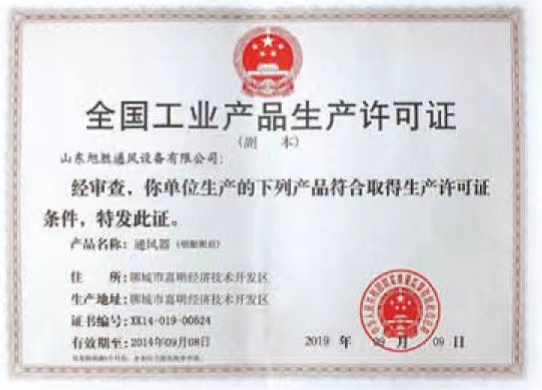 全国工业产品生产许可证
(副 本)
山东旭胜通风设备有限公司:
经审查,你单位生产的下列产品符合取得生产许可证
条件,特发此证。
产品名称: 通风器
住 所: 聊城市嘉明经济技术开发区
生产地址: 聊城市嘉明经济技术开发区
证书编号: XK14-019-00624
有效期至: 2014年09月08日
2019 年 09 月 09 日